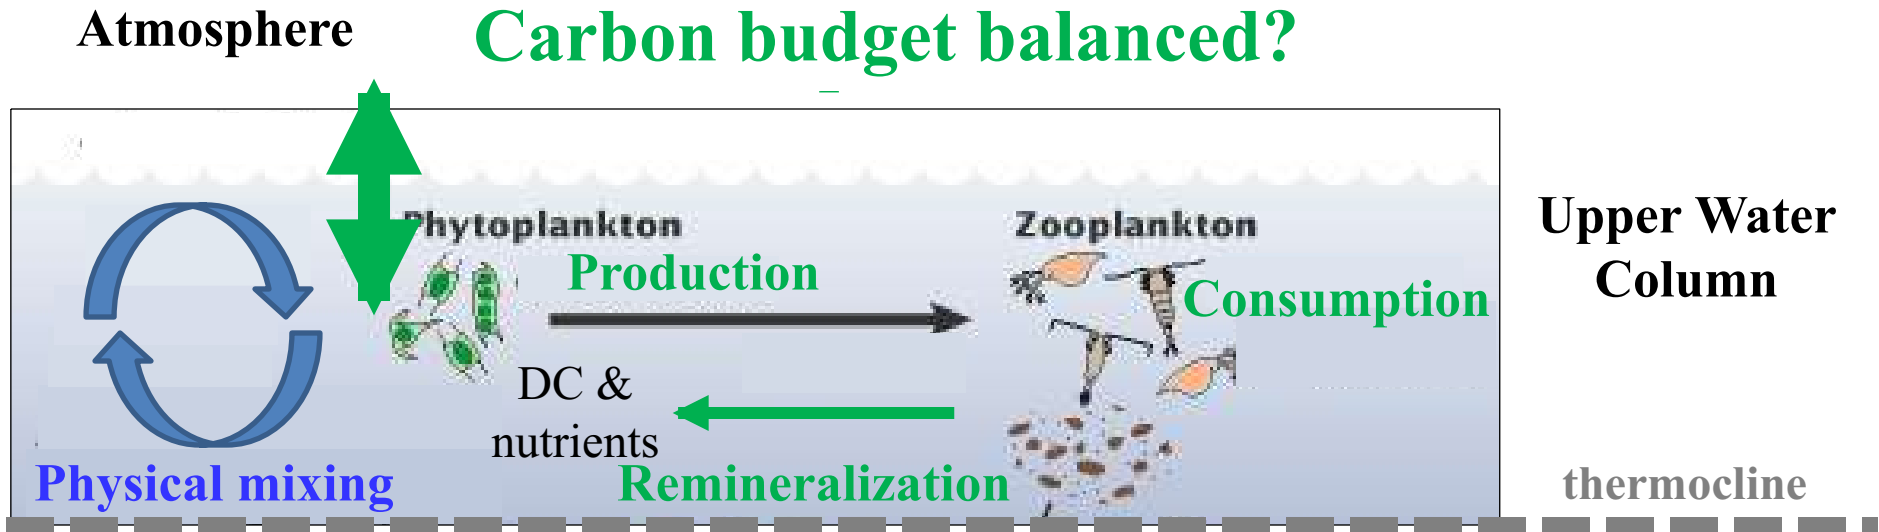 Atmosphere
Carbon budget balanced?
Phytoplankton
Zooplankton
Production
Consumption
Upper Water
Column
DC &
nutrients
Physical mixing
Remineralization
thermocline